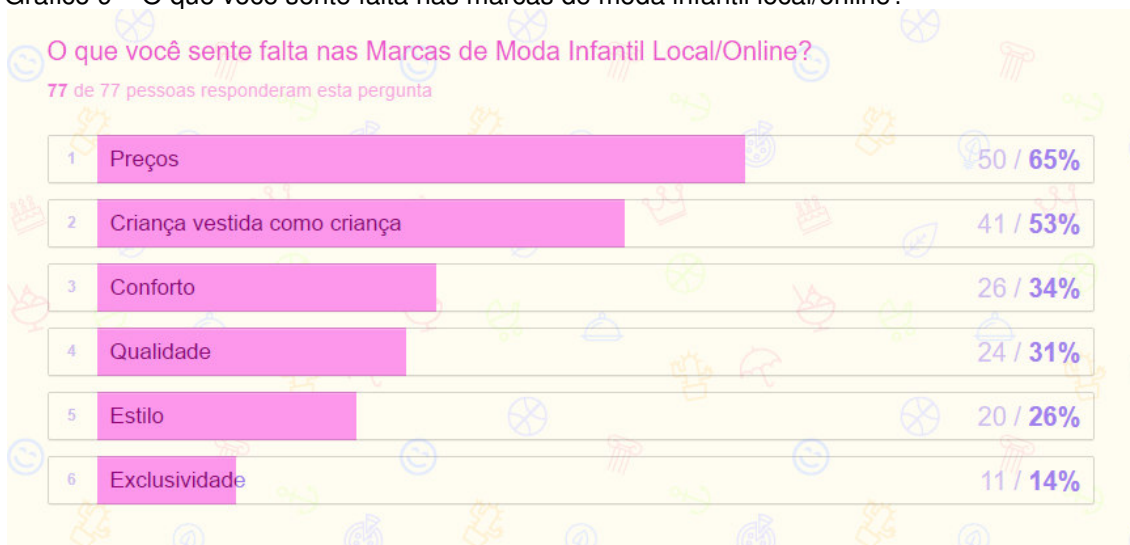 O que você sente falta nas Marcas de Moda Infantil Local/Online?
77 de 77 pessoas responderam esta pergunta
1 Preços 50 / 65%
2 Criança vestida como criança 41 / 53%
3 Conforto 26 / 34%
4 Qualidade 24 / 31%
5 Estilo 20 / 26%
6 Exclusividade 11 / 14%